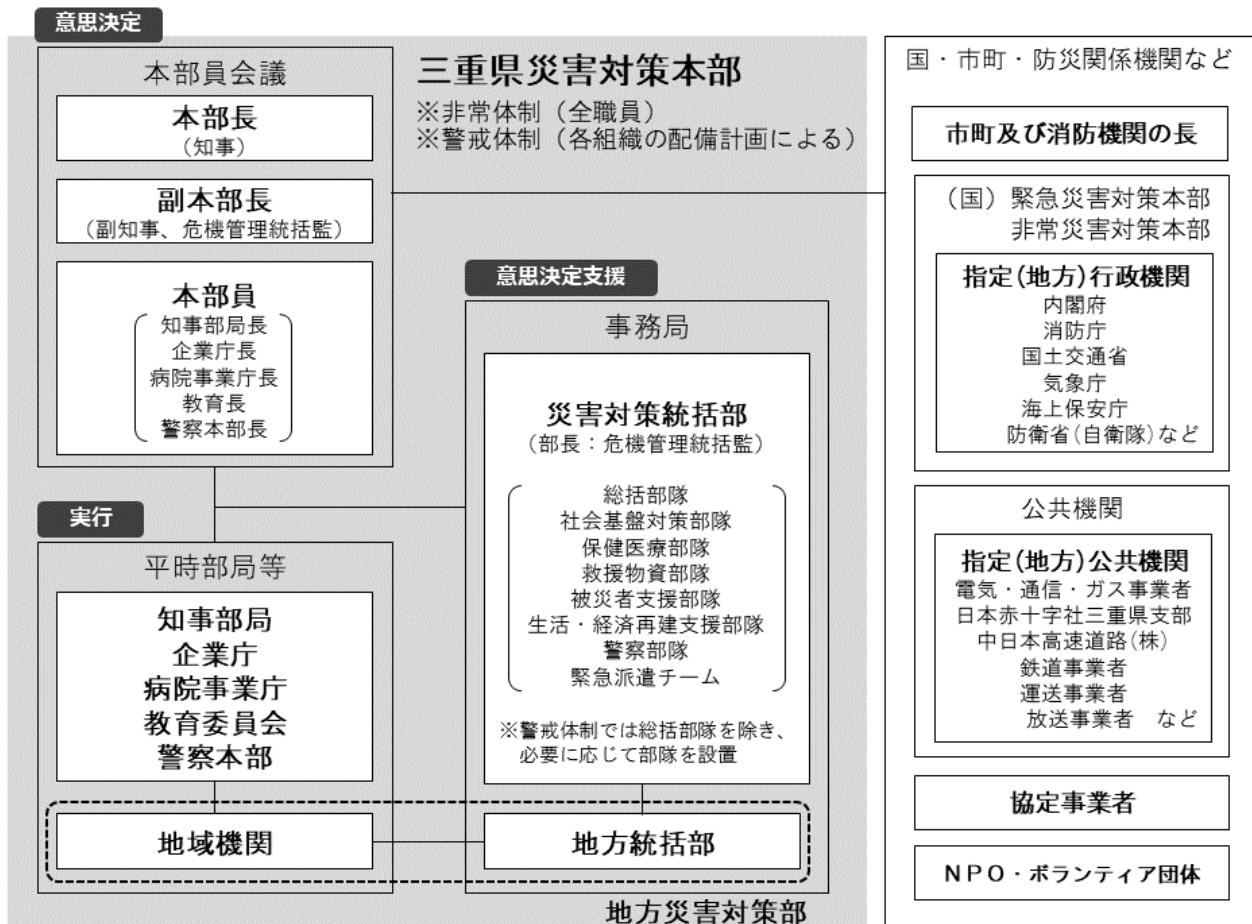 意思決定
三重県災害対策本部
※非常体制（全職員）
※警戒体制（各組織の配備計画による）
本部員会議
本部長
（知事）
副本部長
（副知事、危機管理統括監）
本部員
知事部局長
企業庁長
病院事業庁長
教育長
警察本部長
意思決定支援
事務局
災害対策統括部
（部長：危機管理統括監）
総括部隊
社会基盤対策部隊
保健医療部隊
救援物資部隊
被災者支援部隊
生活・経済再建支援部隊
警察部隊
緊急派遣チーム
※警戒体制では総括部隊を除き、
必要に応じて部隊を設置
地方統括部
実行
平時部局等
知事部局
企業庁
病院事業庁
教育委員会
警察本部
地域機関
地方災害対策部
国・市町・防災関係機関など
市町及び消防機関の長
（国）緊急災害対策本部
非常災害対策本部
指定(地方)行政機関
内閣府
消防庁
国土交通省
気象庁
海上保安庁
防衛省(自衛隊)など
公共機関
指定(地方)公共機関
電気・通信・ガス事業者
日本赤十字社三重県支部
中日本高速道路(株)
鉄道事業者
運送事業者
放送事業者　など
協定事業者
ＮＰＯ・ボランティア団体